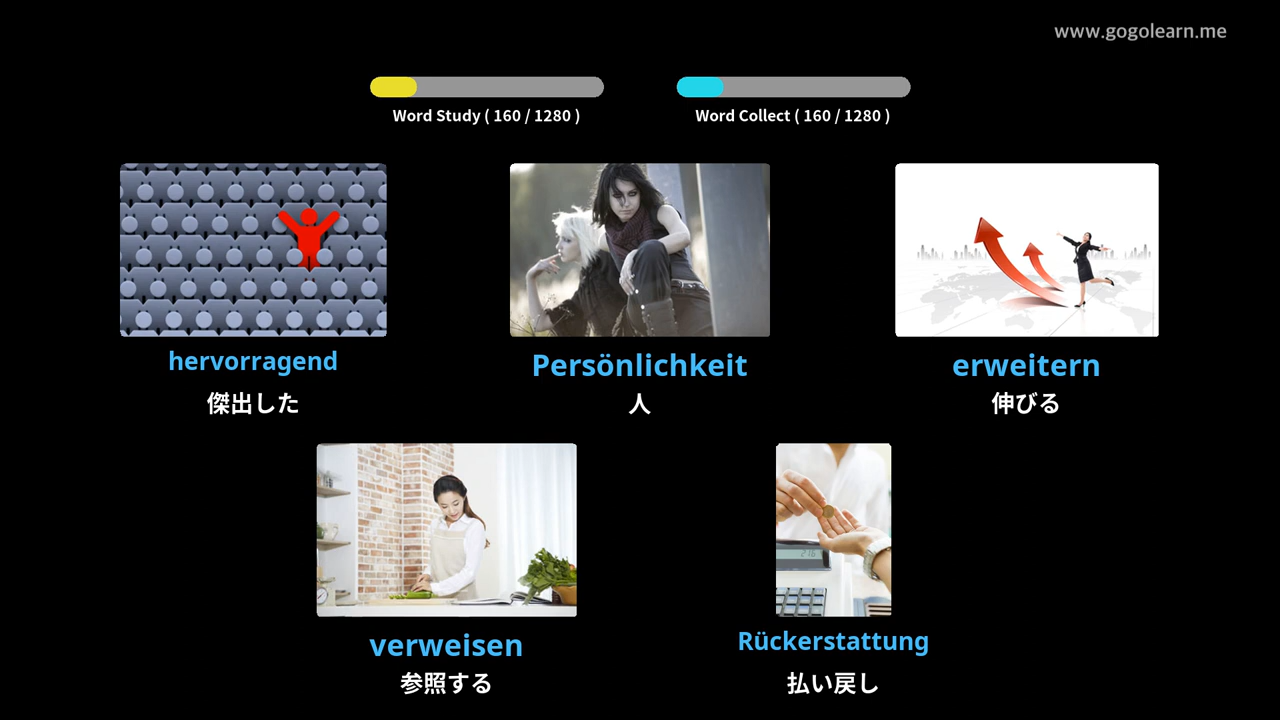 www.gogolearn.me
Word Study ( 160 / 1280 )
Word Collect ( 160 / 1280 )
hervorragend
傑出した
Persönlichkeit
人
erweitern
伸びる
verweisen
参照する
Rückerstattung
払い戻し